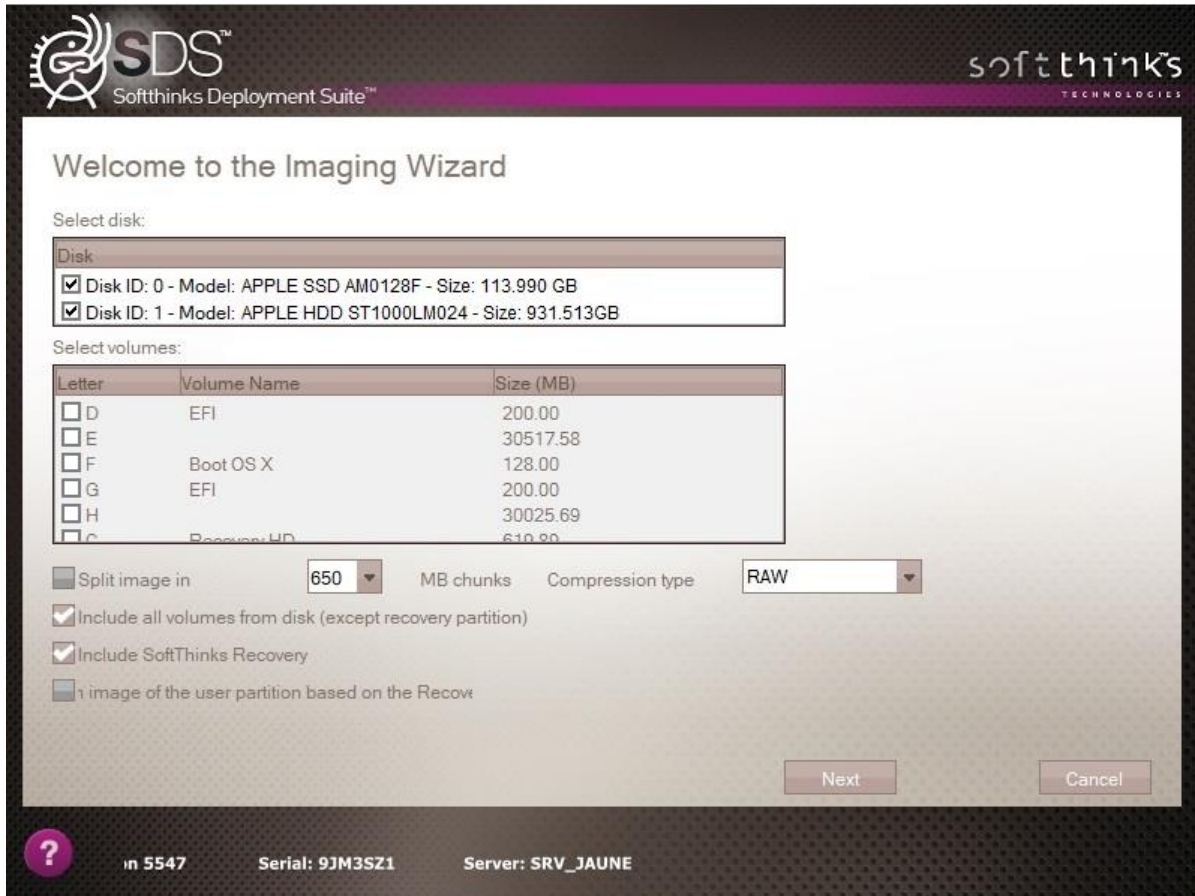 SDS™
Softthinks Deployment Suite™
softthinks
TECHNOLOGIES
Welcome to the Imaging Wizard
Select disk:
Disk
Disk ID: 0 - Model: APPLE SSD AM0128F - Size: 113.990 GB
Disk ID: 1 - Model: APPLE HDD ST1000LM024 - Size: 931.513GB
Select volumes:
Letter Volume Name Size (MB)
D EFI 200.00
E 30517.58
F Boot OS X 128.00
G EFI 200.00
H 30025.69
Recovery HD 619.89
Split image in 650 MB chunks Compression type RAW
Include all volumes from disk (except recovery partition)
Include SoftThinks Recovery
image of the user partition based on the
Next Cancel
? 5547 Serial: 9JM3SZ1 Server: SRV_JAUNE